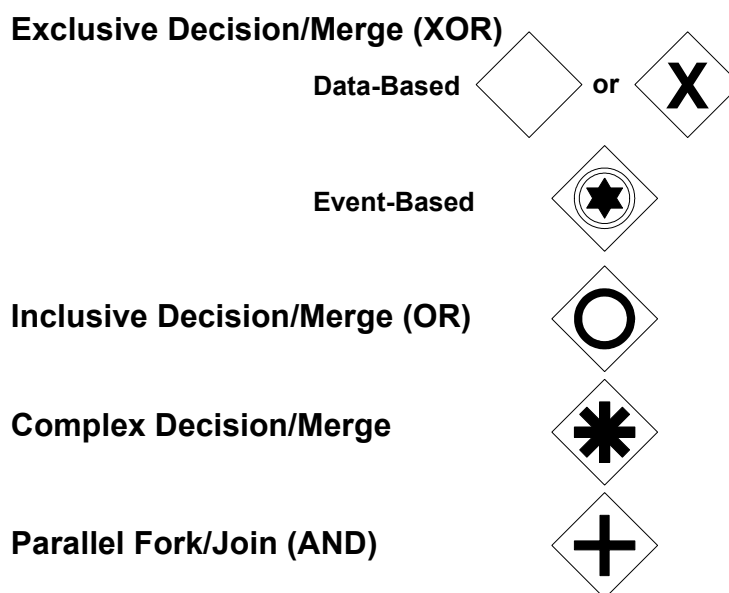 Exclusive Decision/Merge (XOR)
Data-Based or X
Event-Based
Inclusive Decision/Merge (OR)
Complex Decision/Merge
Parallel Fork/Join (AND)